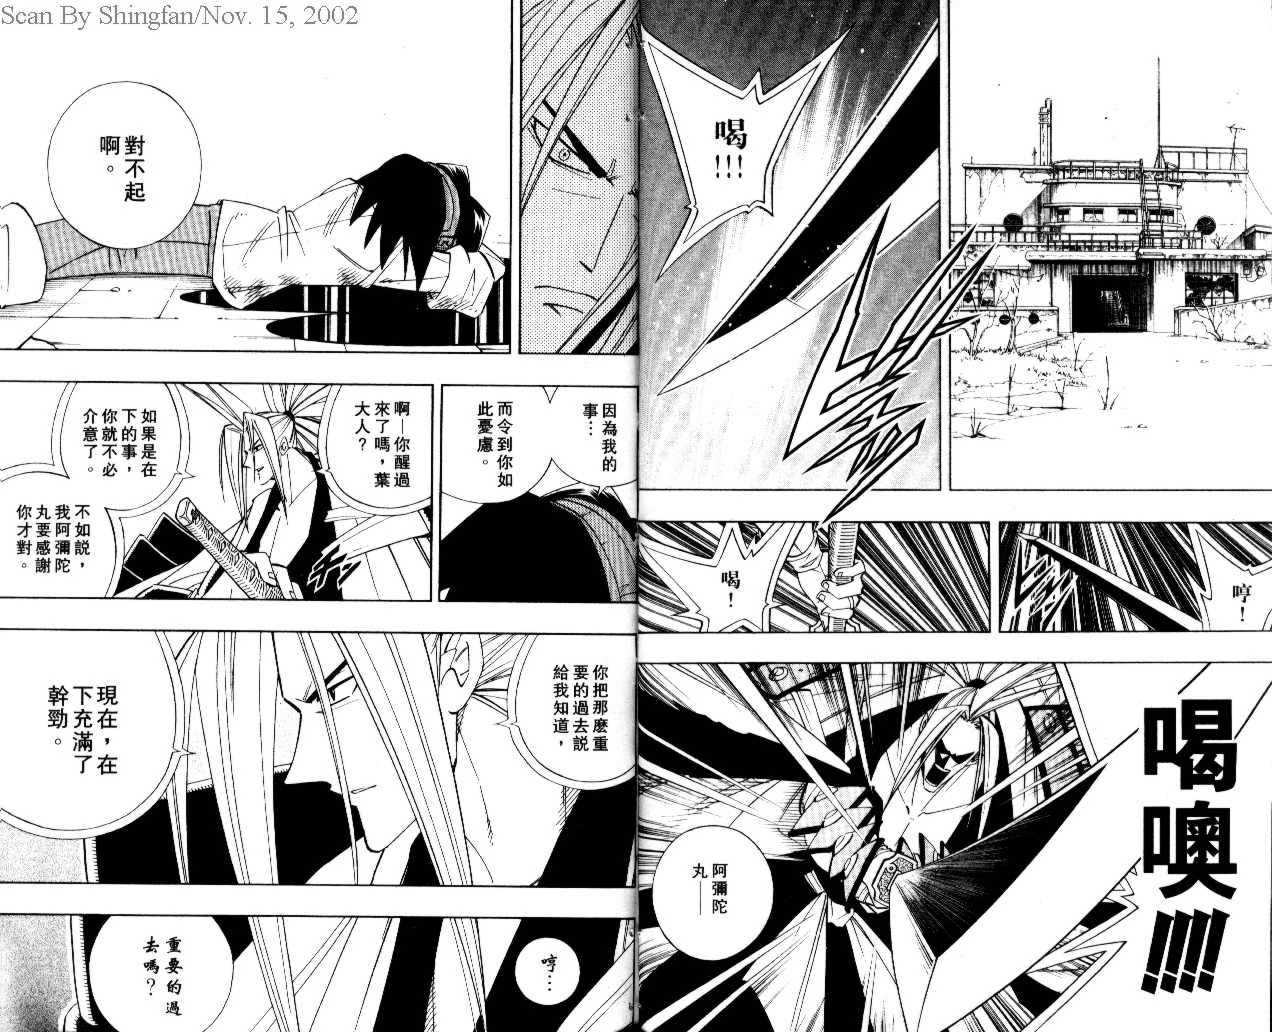 Scan By Shingfan/Nov. 15, 2002
喝!!!
哼!
喝!
喝噢!!!!!
阿彌陀
丸──
對不起
啊。
因為我的
事…
而令到你如
此憂慮。
啊─你醒過
來了嗎，葉
大人？
如果是在
下的事，
你就不必
介意了。
不如説，
我阿彌陀
丸要感謝
你才對。
你把那麽重
要的過去説
給我知道，
現在，在
下充滿了
幹勁。
哼…
重要的過
去嗎？